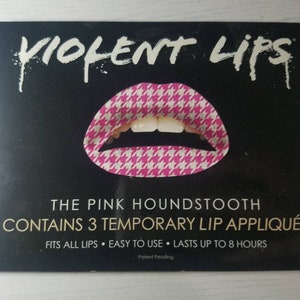 VIOLENT LIPS
THE PINK HOUNDSTOOTH
CONTAINS 3 TEMPORARY LIP APPLIQUÉ
FITS ALL LIPS • EASY TO USE • LASTS UP TO 8 HOURS
Patent Pending